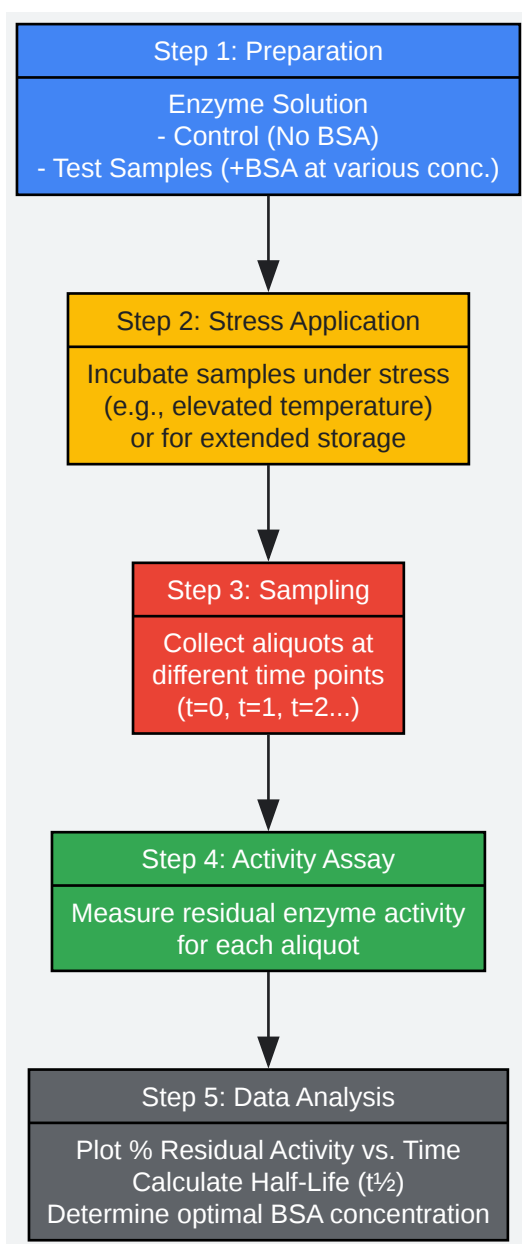 Step 1: Preparation
Enzyme Solution
- Control (No BSA)
- Test Samples (+BSA at various conc.)
Step 2: Stress Application
Incubate samples under stress
(e.g., elevated temperature)
or for extended storage
Step 3: Sampling
Collect aliquots at
different time points
(t=0, t=1, t=2...)
Step 4: Activity Assay
Measure residual enzyme activity
for each aliquot
Step 5: Data Analysis
Plot % Residual Activity vs. Time
Calculate Half-Life (t½)
Determine optimal BSA concentration